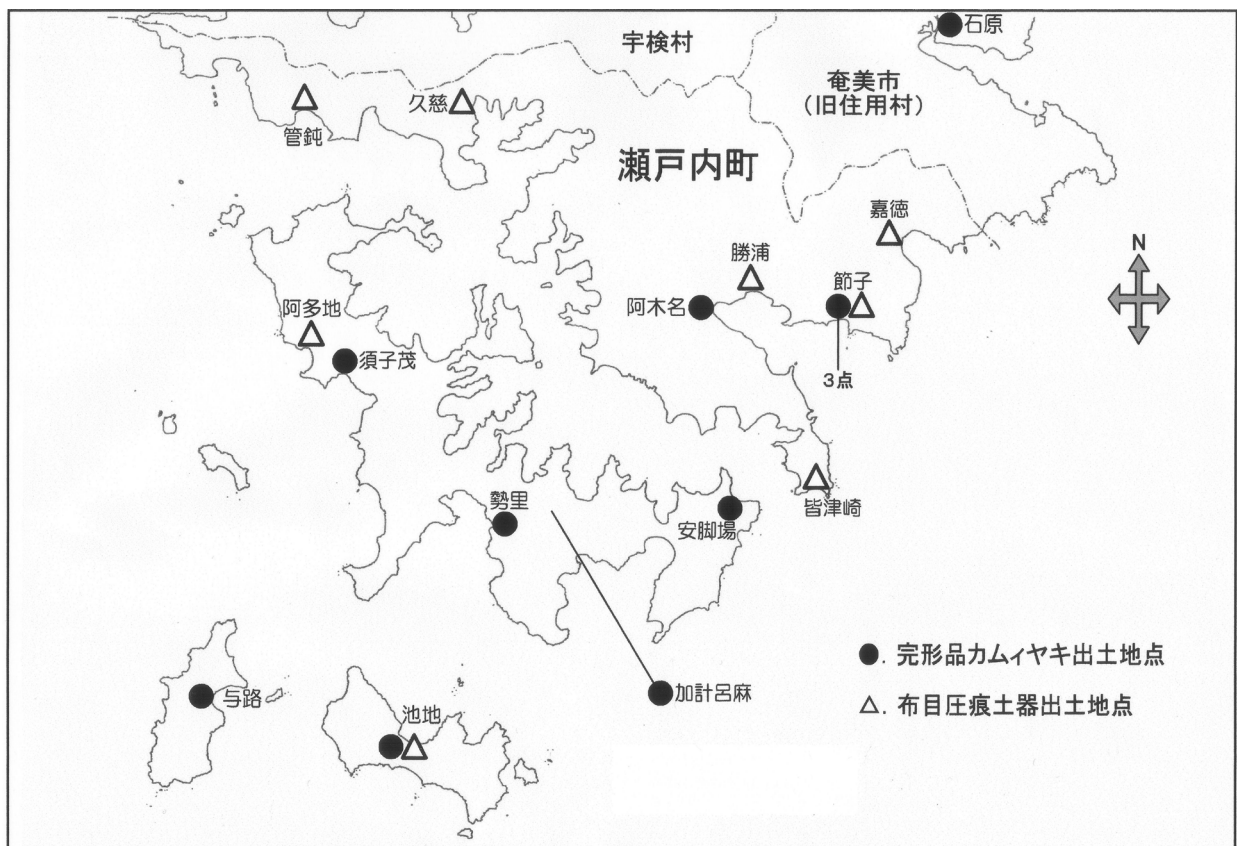 石原
宇検村
奄美市
(旧住用村)
管鈍
久慈
瀬戸内町
嘉徳
勝浦
節子
N
阿木名
3点
阿多地
須子茂
皆津崎
勢里
安脚場
●. 完形品カムィヤキ出土地点
与路
池地
加計呂麻
△. 布目圧痕土器出土地点